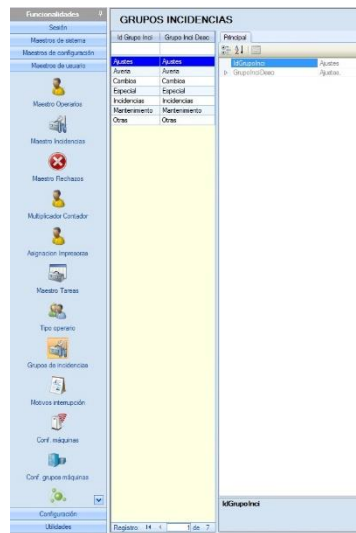 Funcionalidades
Sesión
Maestros de sistema
Maestros de configuración
Maestros de usuario
Maestro Operarios
Maestro Incidencias
Maestro Rechazos
Multiplicador Contador
Asignacion Impresoras
Maestro Tareas
Tipo operario
Grupos de incidencias
Motivos interrupción
Conf. máquinas
Conf. grupos máquinas
Configuración
Utilidades
GRUPOS INCIDENCIAS
Id Grupo Inci Grupo Inci Desc
Ajustes Ajustes
Averia Averia
Cambios Cambios
Especial Especial
Incidencias Incidencias
Mantenimiento Mantenimiento
Otras Otras
Registro: 1 de 7
Principal
IdGrupoInci Ajustes
GrupoInciDesc Ajustes
IdGrupoInci